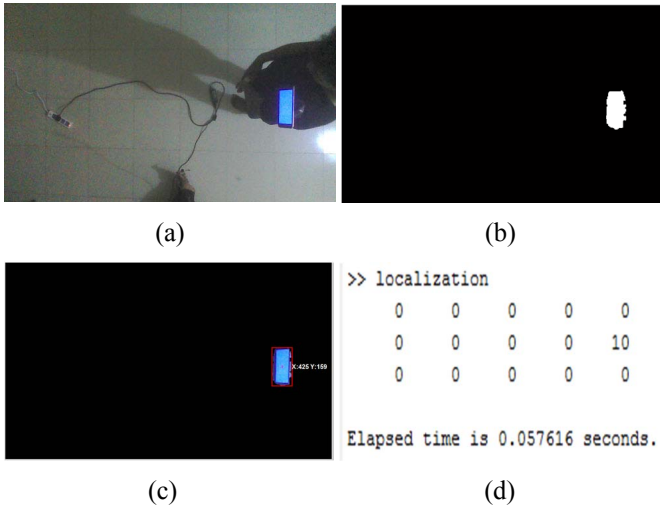 (a)
(b)
X:425 Y:159
(c)
>> localization
0 0 0 0 0
0 0 0 0 10
0 0 0 0 0
Elapsed time is 0.057616 seconds.
(d)